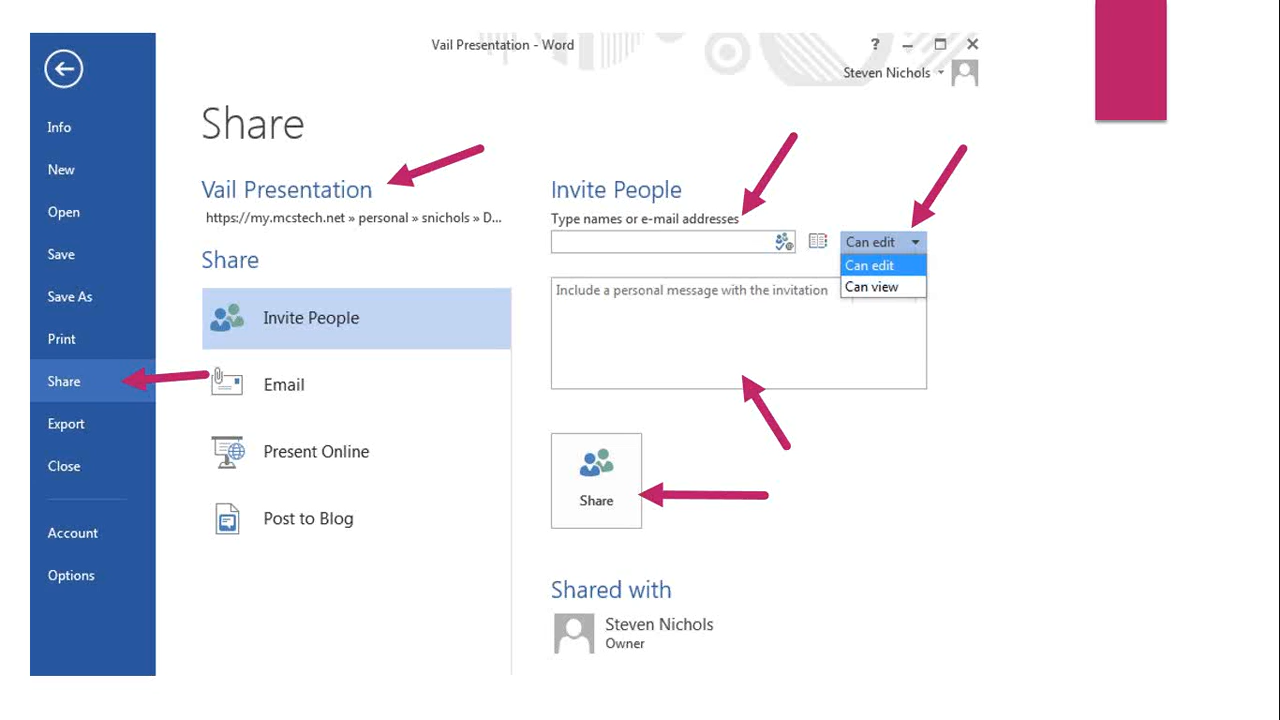 Vail Presentation - Word
?
Steven Nichols
Info
New
Open
Save
Save As
Print
Share
Export
Close
Account
Options
Share
Vail Presentation
https://my.mcstech.net » personal » snichols » D...
Share
Invite People
Email
Present Online
Post to Blog
Invite People
Type names or e-mail addresses
Can edit
Can edit
Can view
Include a personal message with the invitation
Share
Shared with
Steven Nichols
Owner